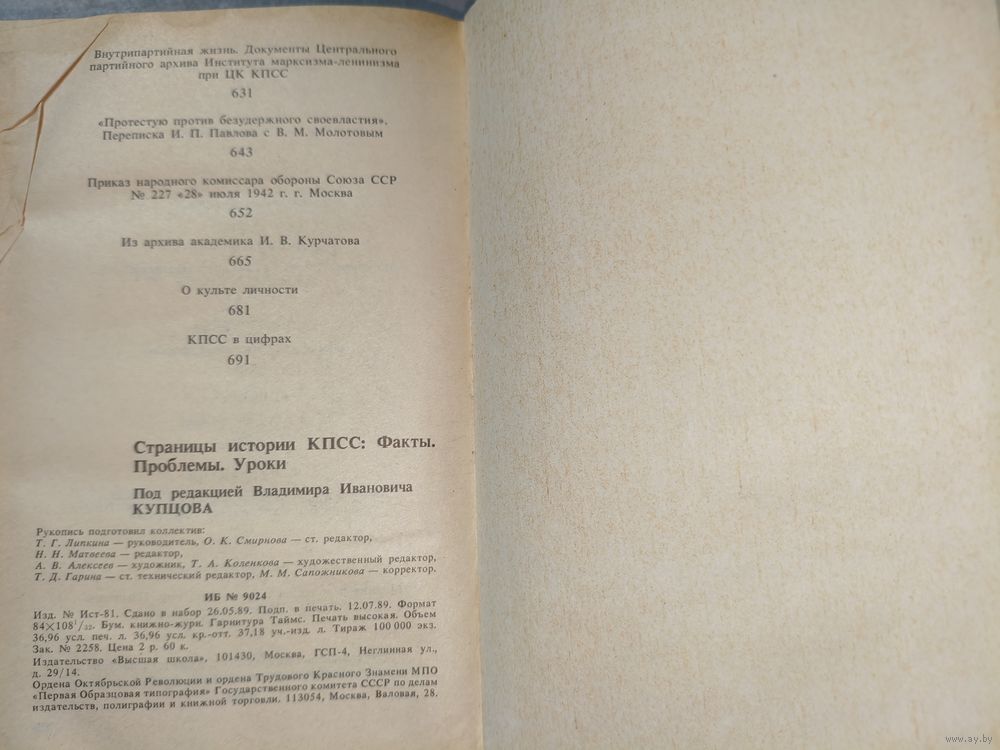 Внутрипартийная жизнь. Документы Центрального
партийного архива Института марксизма-ленинизма
при ЦК КПСС
631
«Протестую против безудержного своевластия».
Переписка И. П. Павлова с В. М. Молотовым
643
Приказ народного комиссара обороны Союза ССР
№ 227 «28» июля 1942 г. г. Москва
652
Из архива академика И. В. Курчатова
665
О культе личности
681
КПСС в цифрах
691
Страницы истории КПСС: Факты.
Проблемы. Уроки
Под редакцией Владимира Ивановича
КУПЦОВА
Рукопись подготовил коллектив:
Т. Г. Липкина — руководитель, О. К. Смирнова — ст. редактор,
Н. Н. Матвеева — редактор,
А. В. Алексеев — художник, Т. А. Коленкова — художественный редактор,
Т. Д. Гарина — ст. технический редактор, М. М. Сапожникова — корректор.
ИБ № 9024
Изд. № Ист-81. Сдано в набор 26.05.89. Подп. в печать. 12.07.89. Формат
84×108¹/₃₂. Бум. книжно-журн. Гарнитура Таймс. Печать высокая. Объем
36,96 усл. печ. л. 36,96 усл. кр.-отт. 37,18 уч.-изд. л. Тираж 100 000 экз.
Зак. № 2258. Цена 2 р. 60 к.
Издательство «Высшая школа», 101430, Москва, ГСП-4, Неглинная ул.,
д. 29/14.
Ордена Октябрьской Революции и ордена Трудового Красного Знамени МПО
«Первая Образцовая типография» Государственного комитета СССР по делам
издательств, полиграфии и книжной торговли. 113054, Москва, Валовая, 28.
www.ay.by